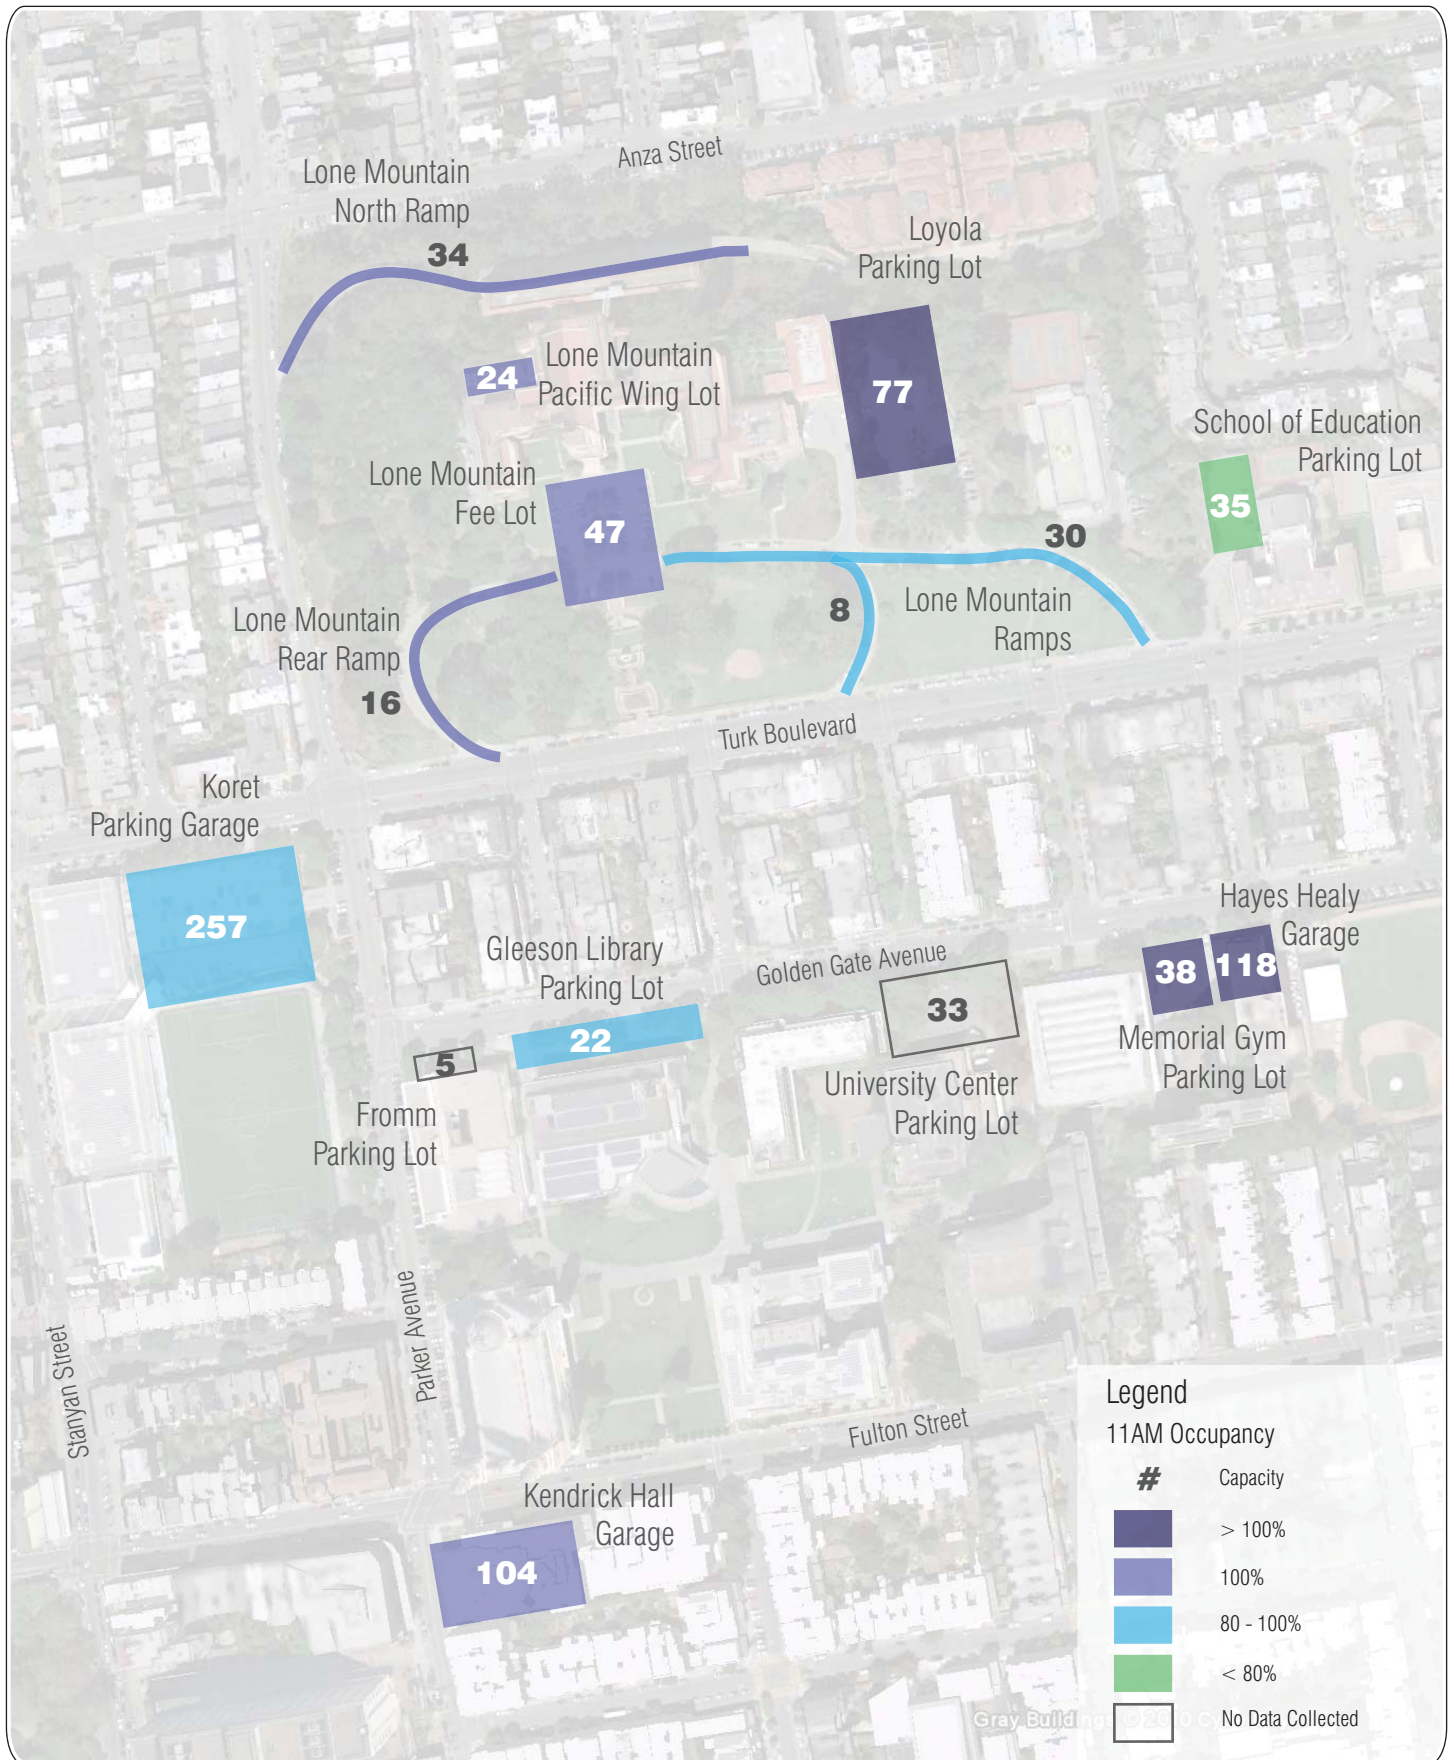 Anza Street
Lone Mountain
North Ramp
34
Loyola
Parking Lot
77
Lone Mountain
Pacific Wing Lot
24
School of Education
Parking Lot
35
Lone Mountain
Fee Lot
47
30
8
Lone Mountain
Ramps
Lone Mountain
Rear Ramp
16
Turk Boulevard
Koret
Parking Garage
257
Hayes Healy
Garage
118
38
Memorial Gym
Parking Lot
Gleeson Library
Parking Lot
22
Golden Gate Avenue
33
University Center
Parking Lot
5
Fromm
Parking Lot
Stanyan Street
Parker Avenue
Fulton Street
Kendrick Hall
Garage
104
Legend
11AM Occupancy
# Capacity
> 100%
100%
80 - 100%
< 80%
No Data Collected
Gray Buildings ©